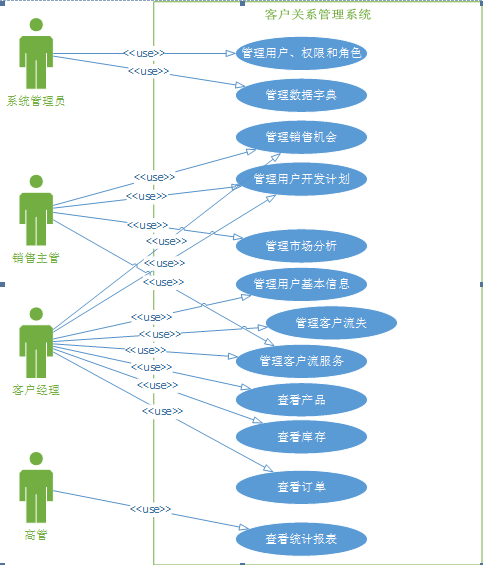 客户关系管理系统
<<use>>
管理用户、权限和角色
<<use>>
系统管理员
管理数据字典
管理销售机会
<<use>>
管理用户开发计划
<<use>>
<<use>>
<<use>>
管理市场分析
销售主管
<<use>>
<<use>>
管理用户基本信息
<<use>>
管理客户流失
<<use>>
<<use>>
管理客户流服务
<<use>>
客户经理
<<use>>
查看产品
<<use>>
查看库存
查看订单
<<use>>
高管
查看统计报表